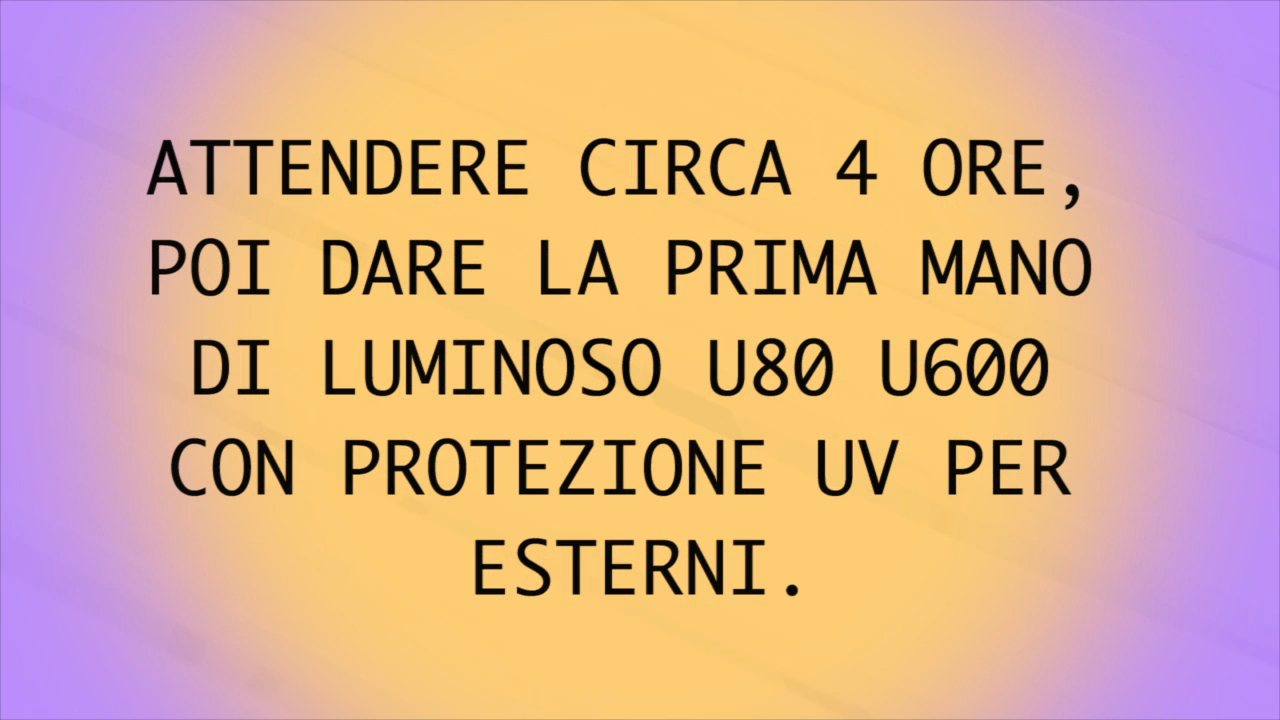 ATTENDERE CIRCA 4 ORE,
POI DARE LA PRIMA MANO
DI LUMINOSO U80 U600
CON PROTEZIONE UV PER
ESTERNI.